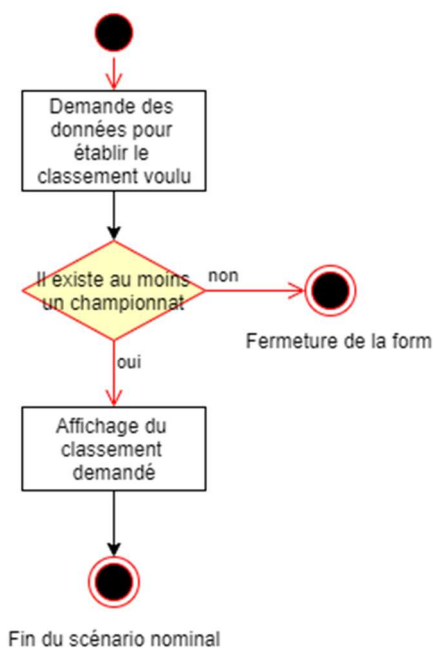 Demande des
données pour
établir le
classement voulu
Il existe au moins
un championnat
non
Fermeture de la form
oui
Affichage du
classement
demandé
Fin du scénario nominal